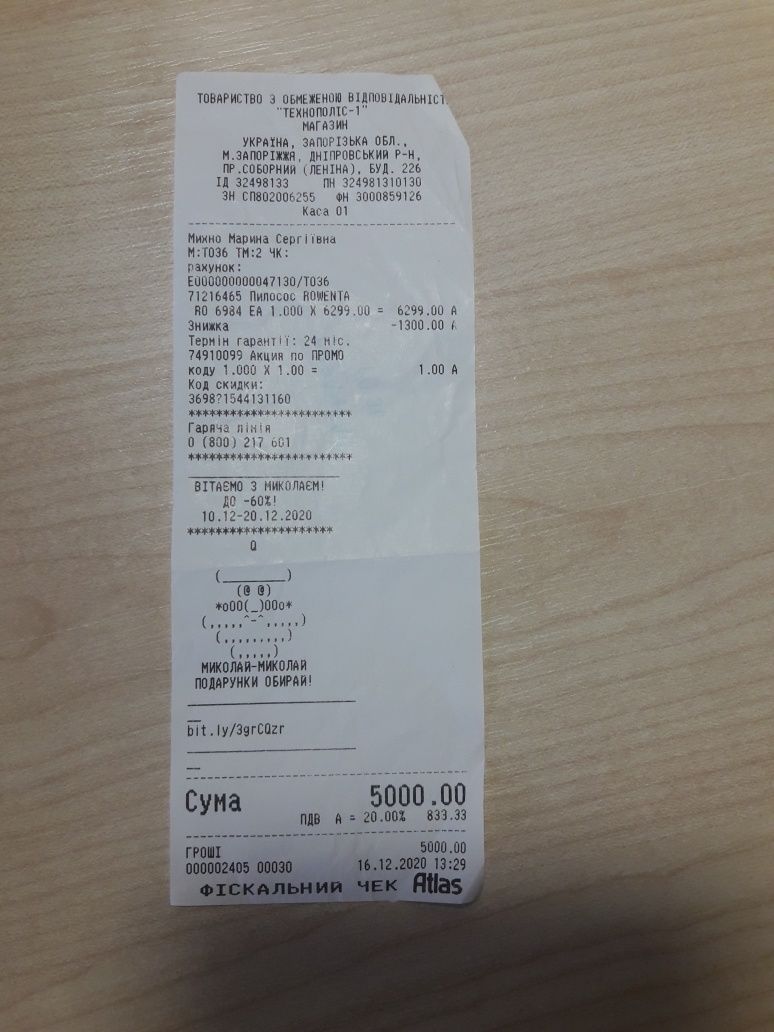 ТОВАРИСТВО З ОБМЕЖЕНОЮ ВІДПОВІДАЛЬНІСТ
"ТЕХНОПОЛІС-1"
МАГАЗИН
УКРАЇНА, ЗАПОРІЗЬКА ОБЛ.,
М.ЗАПОРІЖЖЯ, ДНІПРОВСЬКИЙ Р-Н,
ПР.СОБОРНИЙ (ЛЕНІНА), БУД. 226
ІД 32498133 ПН 324981310130
ЗН СП802006255 ФН 3000859126
Каса 01
Михно Марина Сергіївна
М:Т036 ТМ:2 ЧК:
рахунок:
Е000000000047130/Т036
71216465 Пилосос ROWENTA
RO 6984 EA 1.000 X 6299.00 = 6299.00 А
Знижка -1300.00 А
Термін гарантії: 24 міс.
74910099 Акция по ПРОМО
коду 1.000 X 1.00 = 1.00 А
Код скидки:
3698?1544131160
************************
Гаряча лінія
0 (800) 217 601
************************
ВІТАЄМО З МИКОЛАЄМ!
ДО -60%!
10.12-20.12.2020
*********************
Q
(_________)
(@ @)
*o00(_)00o*
(,,,,,^-^,,,,,)
(,,,,,,,,,)
(,,,,,)
МИКОЛАЙ-МИКОЛАЙ
ПОДАРУНКИ ОБИРАЙ!
bit.ly/3grCQzr
Сума 5000.00
ПДВ А = 20.00% 833.33
ГРОШІ 5000.00
000002405 00030 16.12.2020 13:29
ФІСКАЛЬНИЙ ЧЕК Atlas